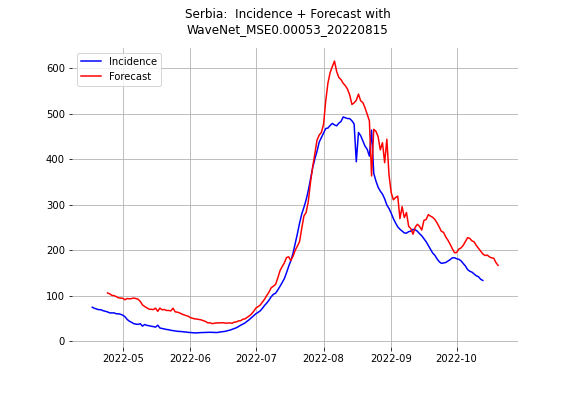 Serbia:  Incidence + Forecast with
WaveNet_MSE0.00053_20220815
Incidence
Forecast
600
500
400
300
200
100
0
2022-05 2022-06 2022-07 2022-08 2022-09 2022-10